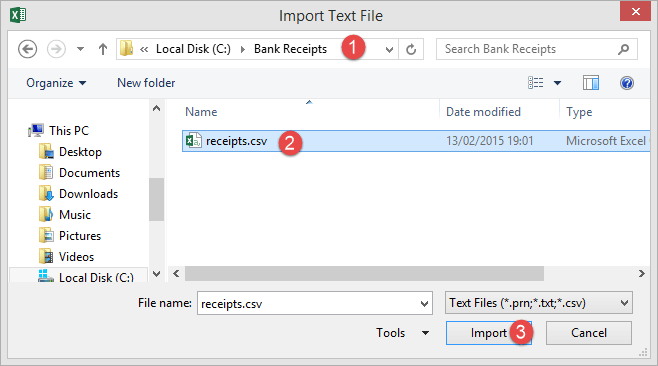 Import Text File
« Local Disk (C:) Bank Receipts 1 Search Bank Receipts
Organize New folder
Name Date modified Type
This PC
receipts.csv 2 13/02/2015 19:01 Microsoft Excel
Desktop
Documents
Downloads
Music
Pictures
Videos
Local Disk (C:)
File name: receipts.csv Text Files (*.prn;*.txt;*.csv)
Tools Import 3 Cancel